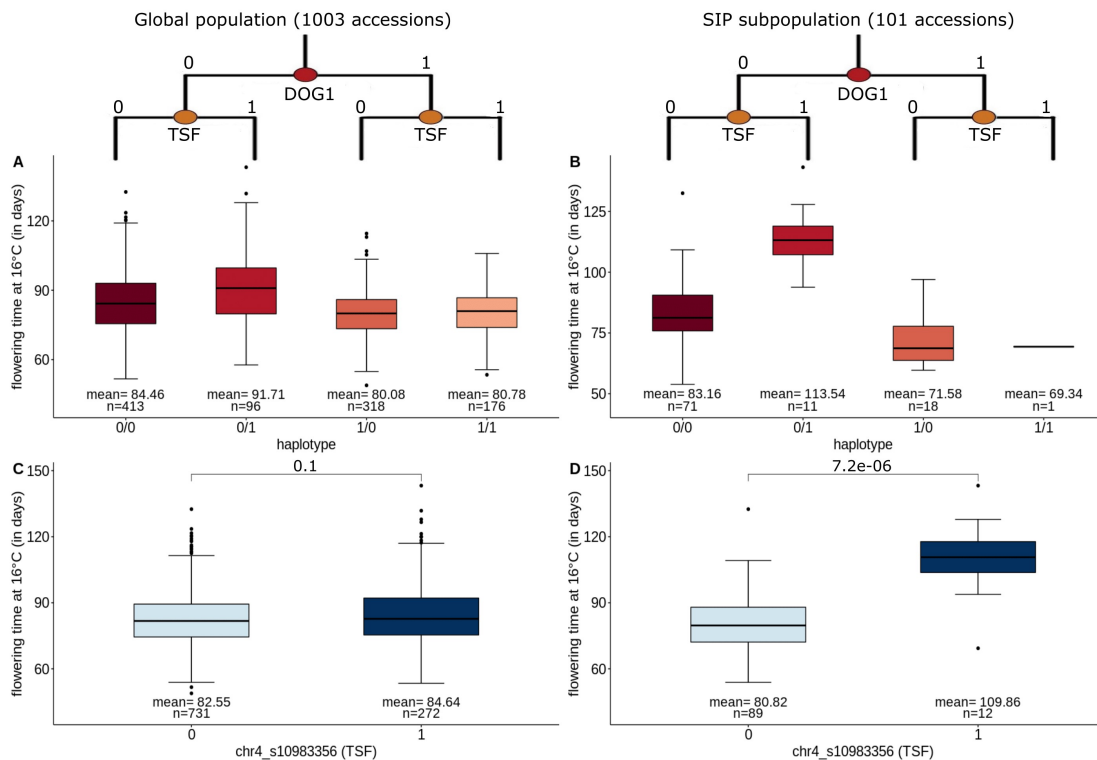 Global population (1003 accessions)
0 1
DOG1
0 1 0 1
TSF TSF
SIP subpopulation (101 accessions)
0 1
DOG1
0 1 0 1
TSF TSF
A
flowering time at 16°C (in days)
120
90
60
mean= 84.46 mean= 91.71 mean= 80.08 mean= 80.78
n=413 n=96 n=318 n=176
0/0 0/1 1/0 1/1
haplotype
B
flowering time at 16°C (in days)
125
100
75
50
mean= 83.16 mean= 113.54 mean= 71.58 mean= 69.34
n=71 n=11 n=18 n=1
0/0 0/1 1/0 1/1
haplotype
C
flowering time at 16°C (in days)
150
120
90
60
0.1
mean= 82.55 mean= 84.64
n=731 n=272
0 1
chr4_s10983356 (TSF)
D
flowering time at 16°C (in days)
150
120
90
60
7.2e-06
mean= 80.82 mean= 109.86
n=89 n=12
0 1
chr4_s10983356 (TSF)